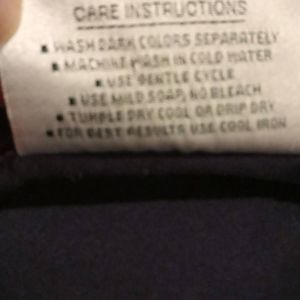 CARE INSTRUCTIONS
▪ WASH DARK COLORS SEPARATELY
▪ MACHINE WASH IN COLD WATER
▪ USE GENTLE CYCLE
▪ USE MILD SOAP, NO BLEACH
▪ TUMBLE DRY COOL OR DRIP DRY
▪ FOR BEST RESULTS USE COOL IRON